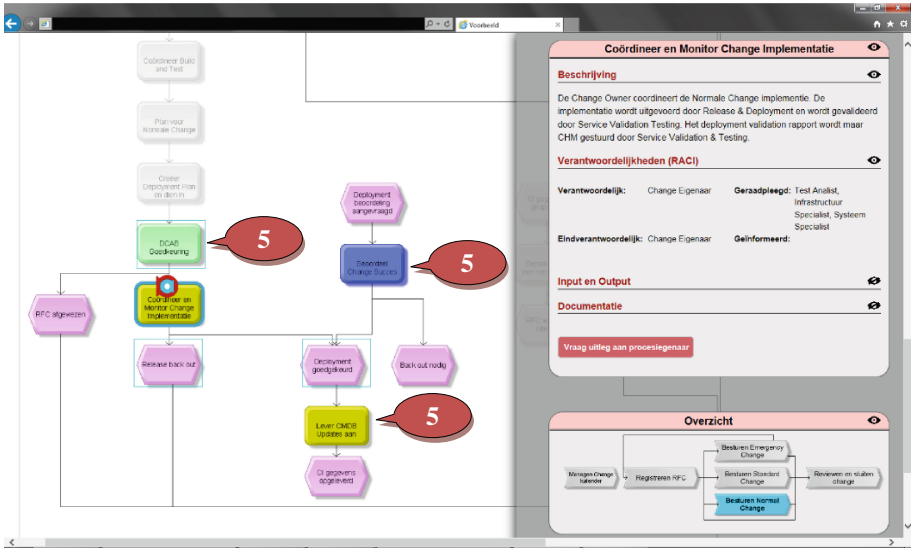 Voorbeeld
Coördineer Build
and Test
Plan voor
Normale Change
Creëer
Deployment Plan
en dien in
DCAB
Goedkeuring
5
Deployment
beoordeling
aangevraagd
Beoordeel
Change Succes
5
RFC afgewezen
Coördineer en
Monitor Change
Implementatie
Release back out
Deployment
goedgekeurd
Back out nodig
Lever CMDB
Updates aan
5
CI gegevens
opgeleverd
Coördineer en Monitor Change Implementatie
Beschrijving
De Change Owner coordineert de Normale Change implementie. De
implementatie wordt uitgevoerd door Release & Deployment en wordt gevalideerd
door Service Validation Testing. Het deployment validation rapport wordt maar
CHM gestuurd door Service Validation & Testing.
Verantwoordelijkheden (RACI)
Verantwoordelijk: Change Eigenaar Geraadpleegd: Test Analist,
Infrastructuur
Specialist, Systeem
Specialist
Eindverantwoordelijk: Change Eigenaar Geïnformeerd:
Input en Output
Documentatie
Vraag uitleg aan procesiegenaar
Overzicht
Managen Change
kalender
Registreren RFC
Besturen Emergency
Change
Besturen Standard
Change
Besturen Normal
Change
Reviewen en sluiten
change